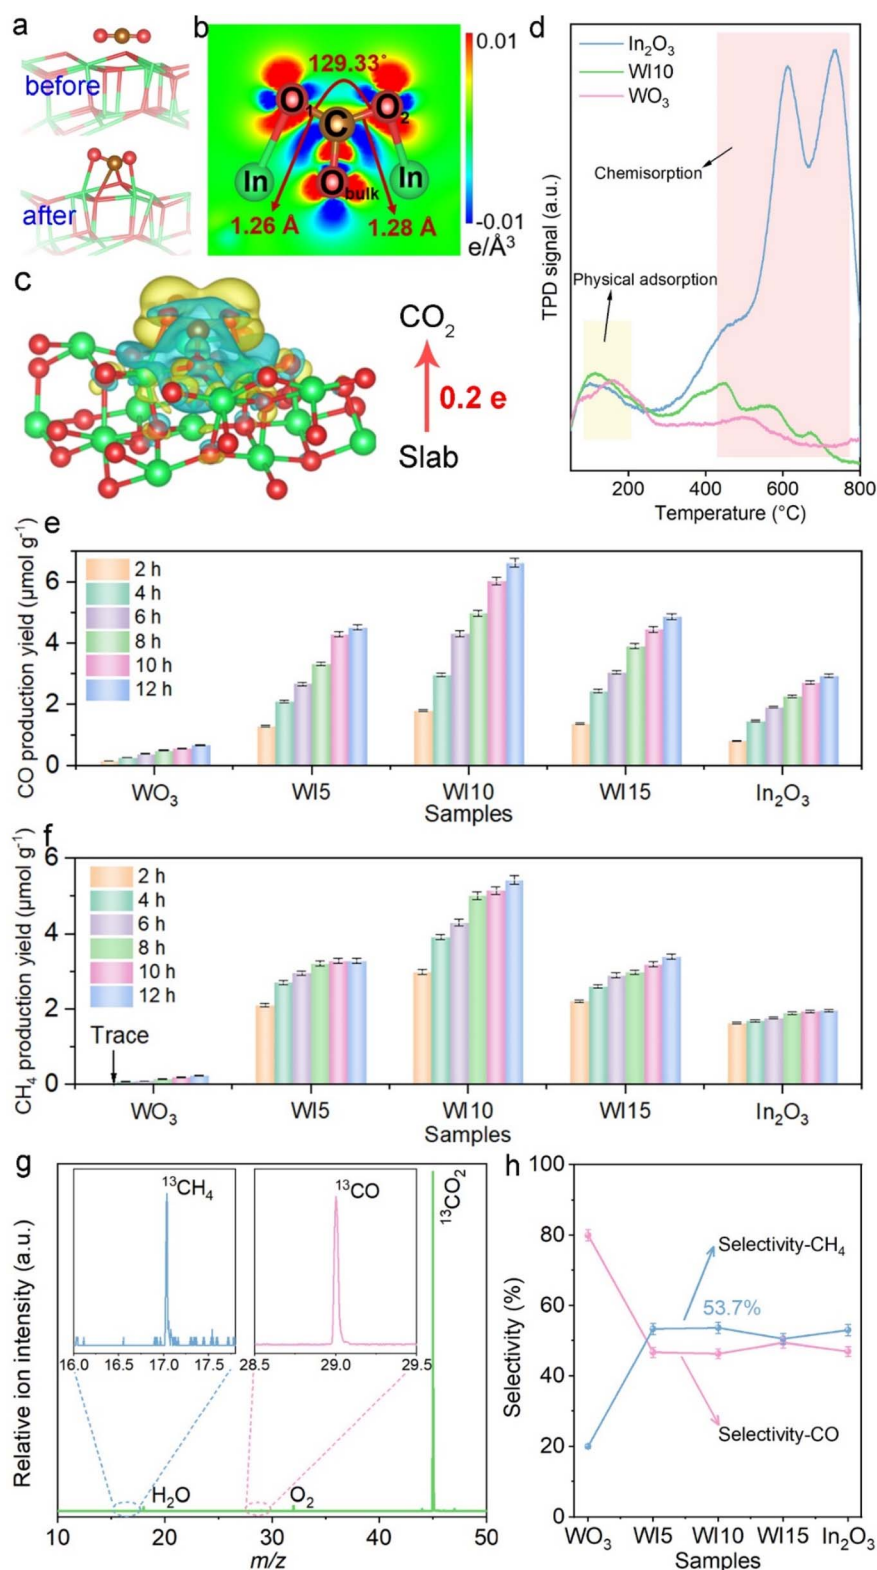 a
before
after
b
129.33°
O₁
C
O₂
In
O bulk
In
1.26 Å
1.28 Å
0.01
-0.01
e/Å³
c
CO₂
0.2 e
Slab
d
In₂O₃
WI10
WO₃
Chemisorption
Physical adsorption
TPD signal (a.u.)
200 400 600 800
Temperature (°C)
e
CO production yield (μmol g⁻¹)
6
4
2
0
2 h
4 h
6 h
8 h
10 h
12 h
WO₃ WI5 WI10 WI15 In₂O₃
Samples
f
CH₄ production yield (μmol g⁻¹)
6
4
2
0
2 h
4 h
6 h
8 h
10 h
12 h
Trace
WO₃ WI5 WI10 WI15 In₂O₃
Samples
g
Relative ion intensity (a.u.)
¹³CH₄
16.0 16.5 17.0 17.5
¹³CO
28.5 29.0 29.5
¹³CO₂
H₂O
O₂
10 20 30 40 50
m/z
h
Selectivity (%)
100
80
60
40
20
0
Selectivity-CH₄
53.7%
Selectivity-CO
WO₃ WI5 WI10 WI15 In₂O₃
Samples